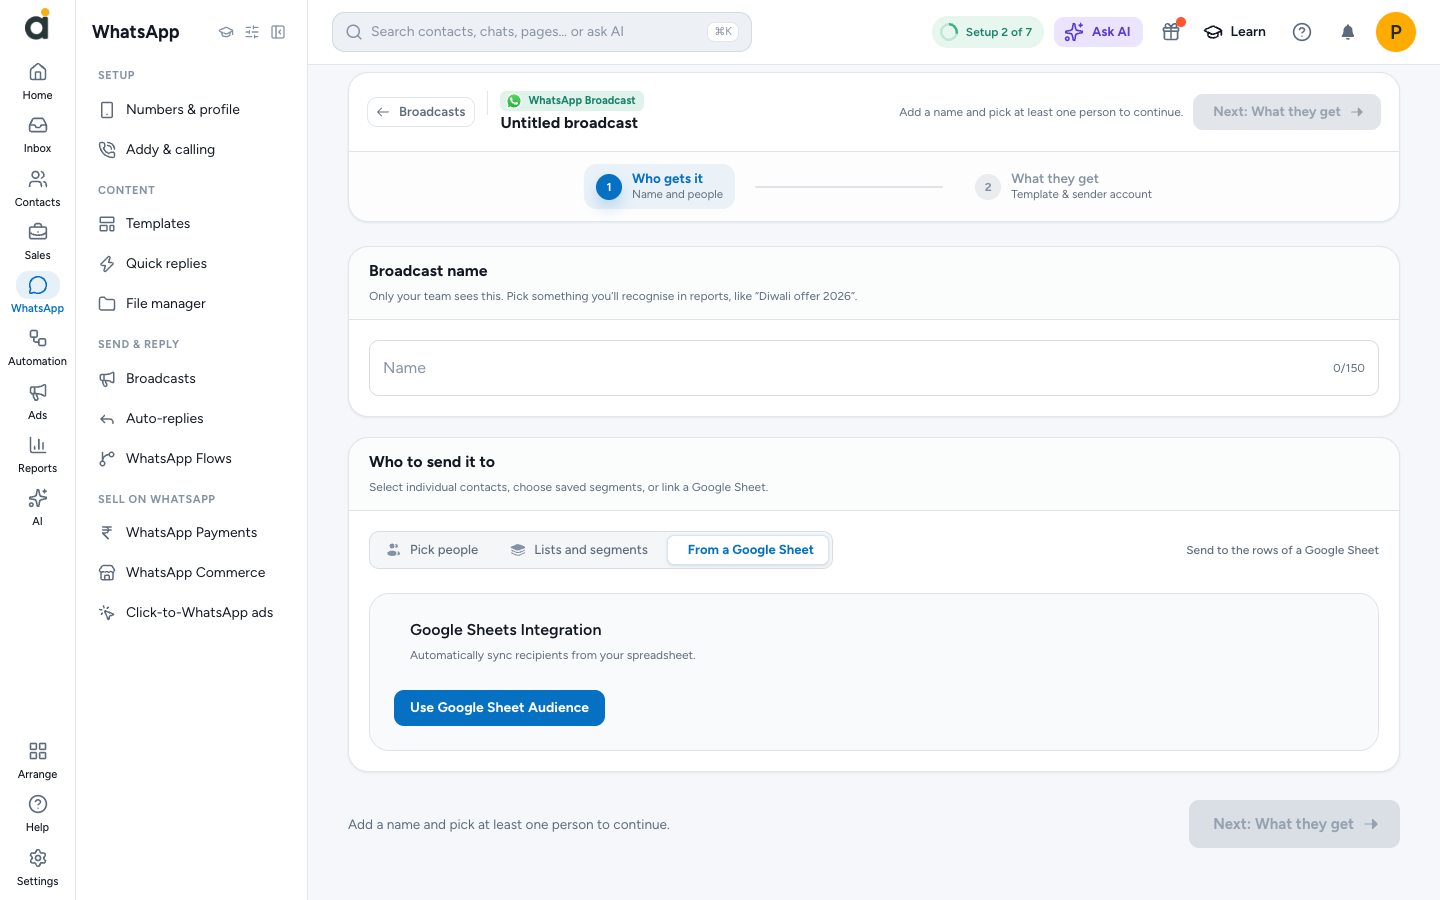 WhatsApp
Search contacts, chats, pages... or ask AI
⌘K
Setup 2 of 7
Ask AI
Learn
P
Home
Inbox
Contacts
Sales
WhatsApp
Automation
Ads
Reports
AI
Arrange
Help
Settings
SETUP
Numbers & profile
Addy & calling
CONTENT
Templates
Quick replies
File manager
SEND & REPLY
Broadcasts
Auto-replies
WhatsApp Flows
SELL ON WHATSAPP
WhatsApp Payments
WhatsApp Commerce
Click-to-WhatsApp ads
Broadcasts
WhatsApp Broadcast
Untitled broadcast
Add a name and pick at least one person to continue.
Next: What they get
1
Who gets it
Name and people
2
What they get
Template & sender account
Broadcast name
Only your team sees this. Pick something you'll recognise in reports, like “Diwali offer 2026”.
Name
0/150
Who to send it to
Select individual contacts, choose saved segments, or link a Google Sheet.
Pick people
Lists and segments
From a Google Sheet
Send to the rows of a Google Sheet
Google Sheets Integration
Automatically sync recipients from your spreadsheet.
Use Google Sheet Audience
Add a name and pick at least one person to continue.
Next: What they get